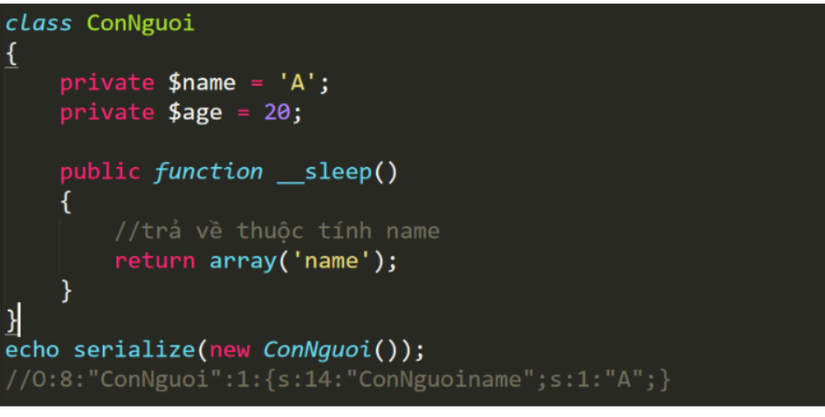 class ConNguoi
{
    private $name = 'A';
    private $age = 20;

    public function __sleep()
    {
        //trả về thuộc tính name
        return array('name');
    }
}
echo serialize(new ConNguoi());
//O:8:"ConNguoi":1:{s:14:"ConNguoiname";s:1:"A";}